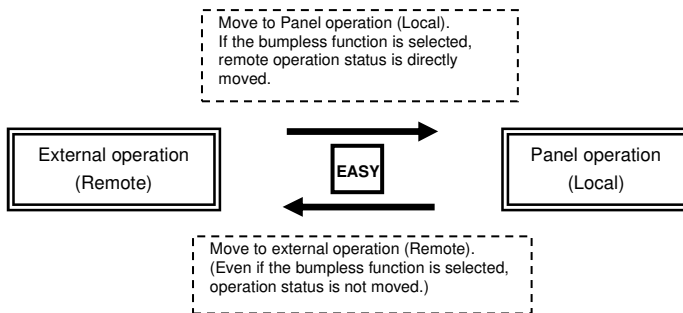 Move to Panel operation (Local).
If the bumpless function is selected,
remote operation status is directly
moved.
External operation
(Remote)
EASY
Panel operation
(Local)
Move to external operation (Remote).
(Even if the bumpless function is selected,
operation status is not moved.)